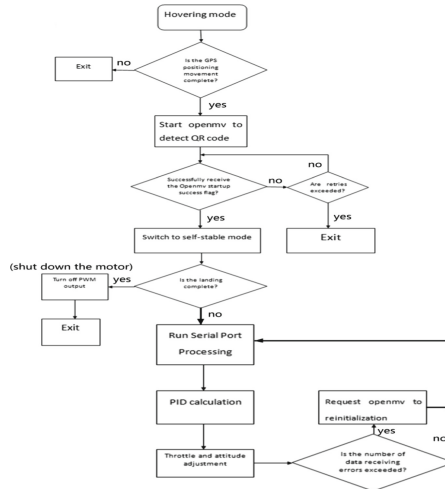 Hovering mode
Is the GPS
positioning
movement
complete?
no
Exit
yes
Start openmv to
detect QR code
no
Successfully receive
the Openmv startup
success flag?
no
Are retries
exceeded?
yes
yes
Exit
Switch to self-stable mode
(shut down the motor)
Turn off PWM
output
yes
Is the landing
complete?
Exit
no
Run Serial Port
Processing
PID calculation
Request openmv to
reinitialization
yes
no
Throttle and attitude
adjustment
Is the number of
data receiving
errors exceeded?